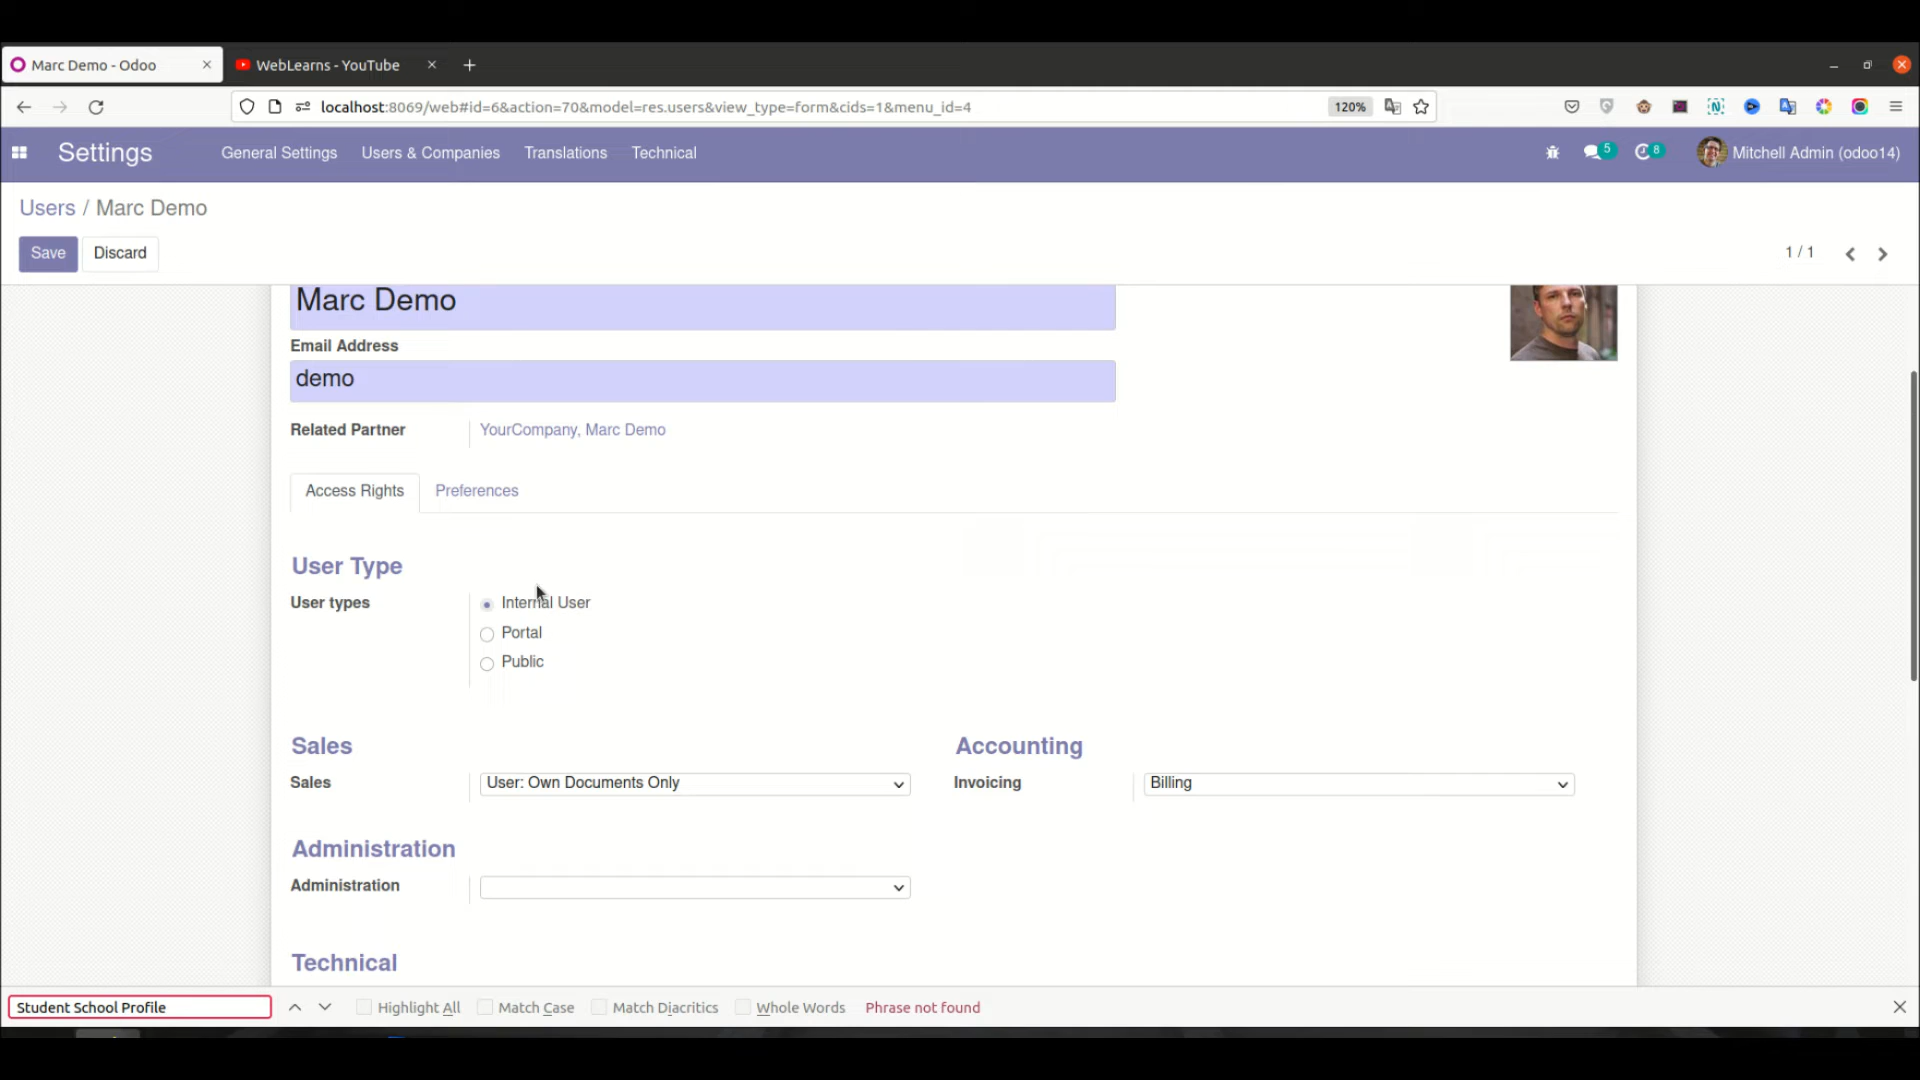 Marc Demo - Odoo
WebLearns - YouTube
localhost:8069/web#id=6&action=70&model=res.users&view_type=form&cids=1&menu_id=4
120%
Settings
General Settings
Users & Companies
Translations
Technical
5
8
Mitchell Admin (odoo14)
Users / Marc Demo
Save
Discard
1 / 1
Marc Demo
Email Address
demo
Related Partner
YourCompany, Marc Demo
Access Rights
Preferences
User Type
User types
Internal User
Portal
Public
Sales
Accounting
Sales
User: Own Documents Only
Invoicing
Billing
Administration
Administration
Technical
Student School Profile
Highlight All
Match Case
Match Diacritics
Whole Words
Phrase not found